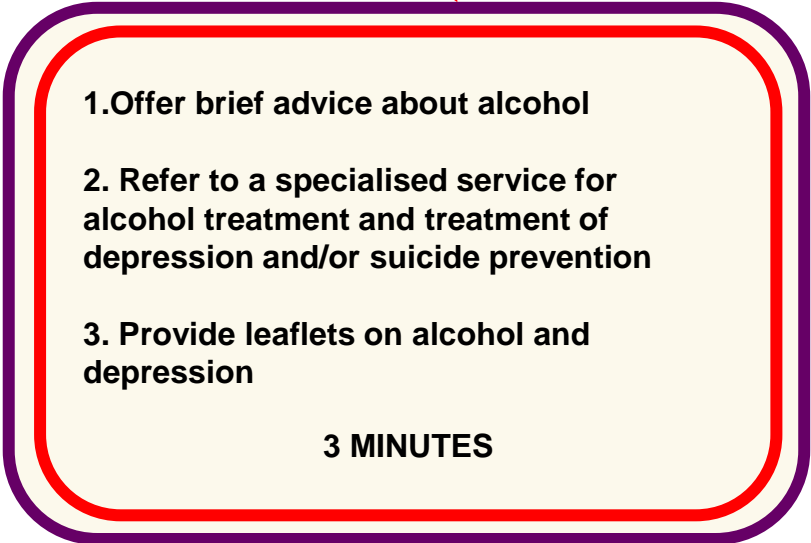 1.Offer brief advice about alcohol
2. Refer to a specialised service for
alcohol treatment and treatment of
depression and/or suicide prevention
3. Provide leaflets on alcohol and
depression
3 MINUTES